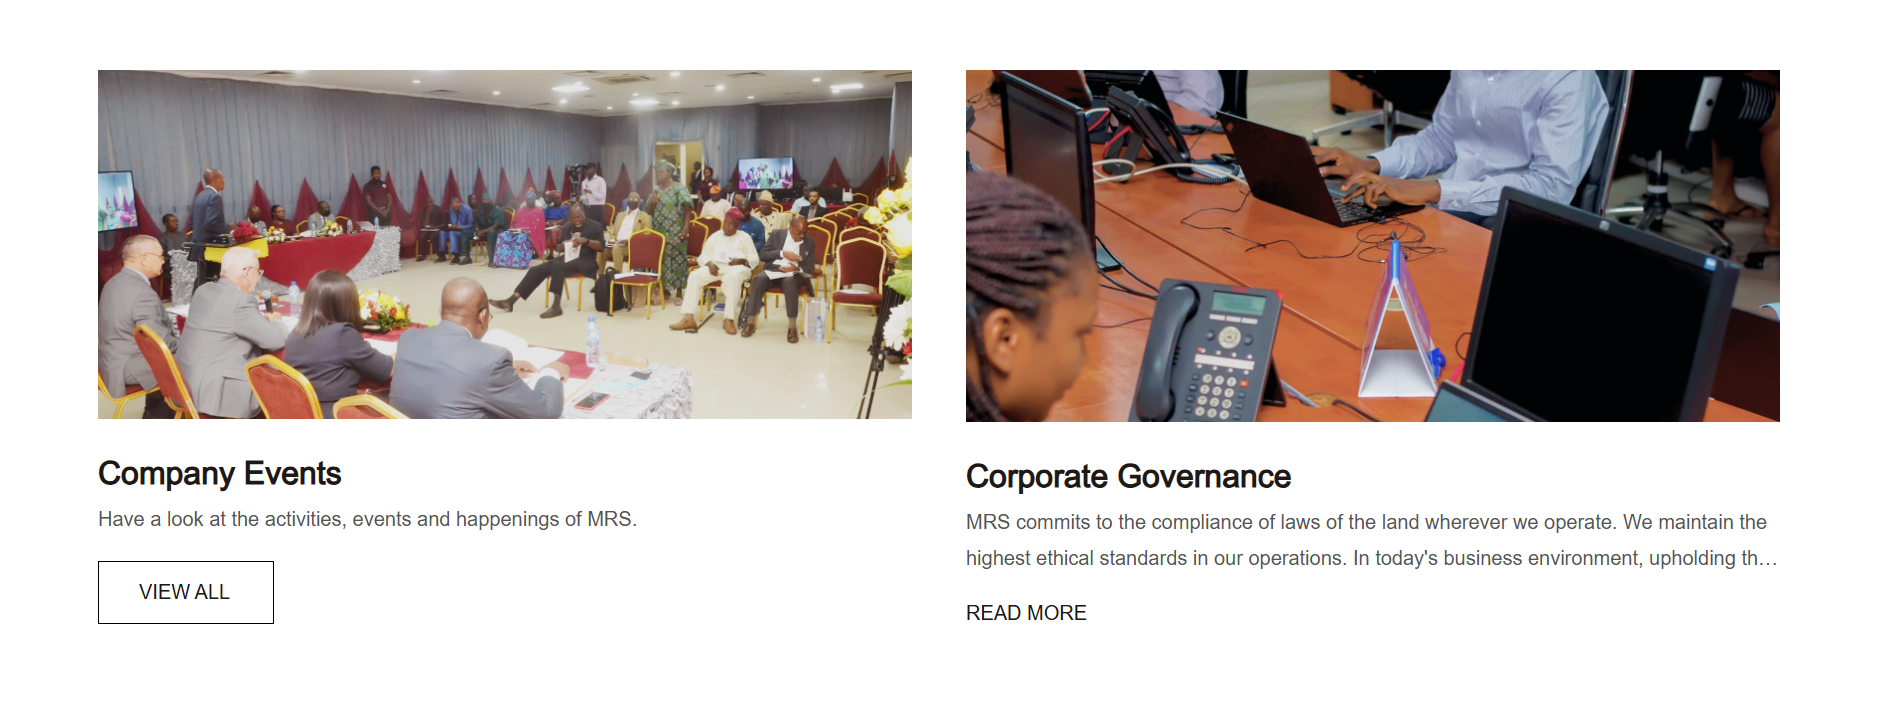 Company Events
Have a look at the activities, events and happenings of MRS.
VIEW ALL
Corporate Governance
MRS commits to the compliance of laws of the land wherever we operate. We maintain the
highest ethical standards in our operations. In today's business environment, upholding th…
READ MORE